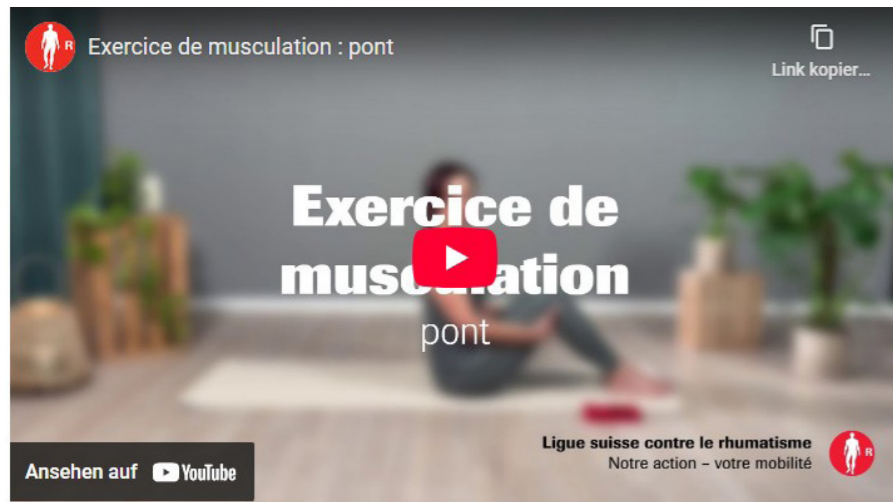 R
Exercice de musculation : pont
Link kopier...
Exercice de
musculation
pont
Ligue suisse contre le rhumatisme
Notre action – votre mobilité
R
Ansehen auf YouTube